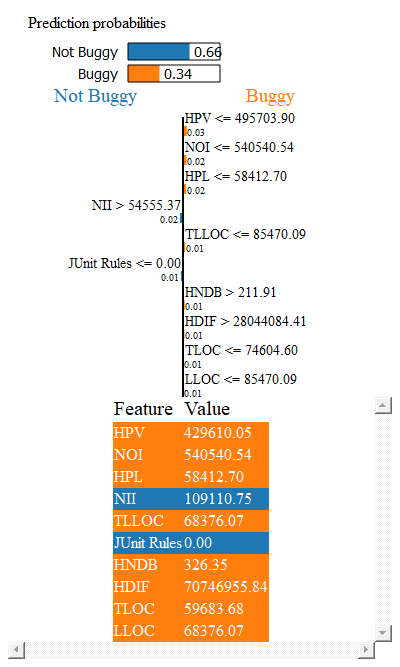 Prediction probabilities
Not Buggy 0.66
Buggy 0.34
Not Buggy Buggy
HPV <= 495703.90
0.03
NOI <= 540540.54
0.02
HPL <= 58412.70
0.02
NII > 54555.37
0.02
TLLOC <= 85470.09
0.01
JUnit Rules <= 0.00
0.01
HNDB > 211.91
0.01
HDIF > 28044084.41
0.01
TLOC <= 74604.60
0.01
LLOC <= 85470.09
0.01
Feature Value
HPV 429610.05
NOI 540540.54
HPL 58412.70
NII 109110.75
TLLOC 68376.07
JUnit Rules 0.00
HNDB 326.35
HDIF 70746955.84
TLOC 59683.68
LLOC 68376.07